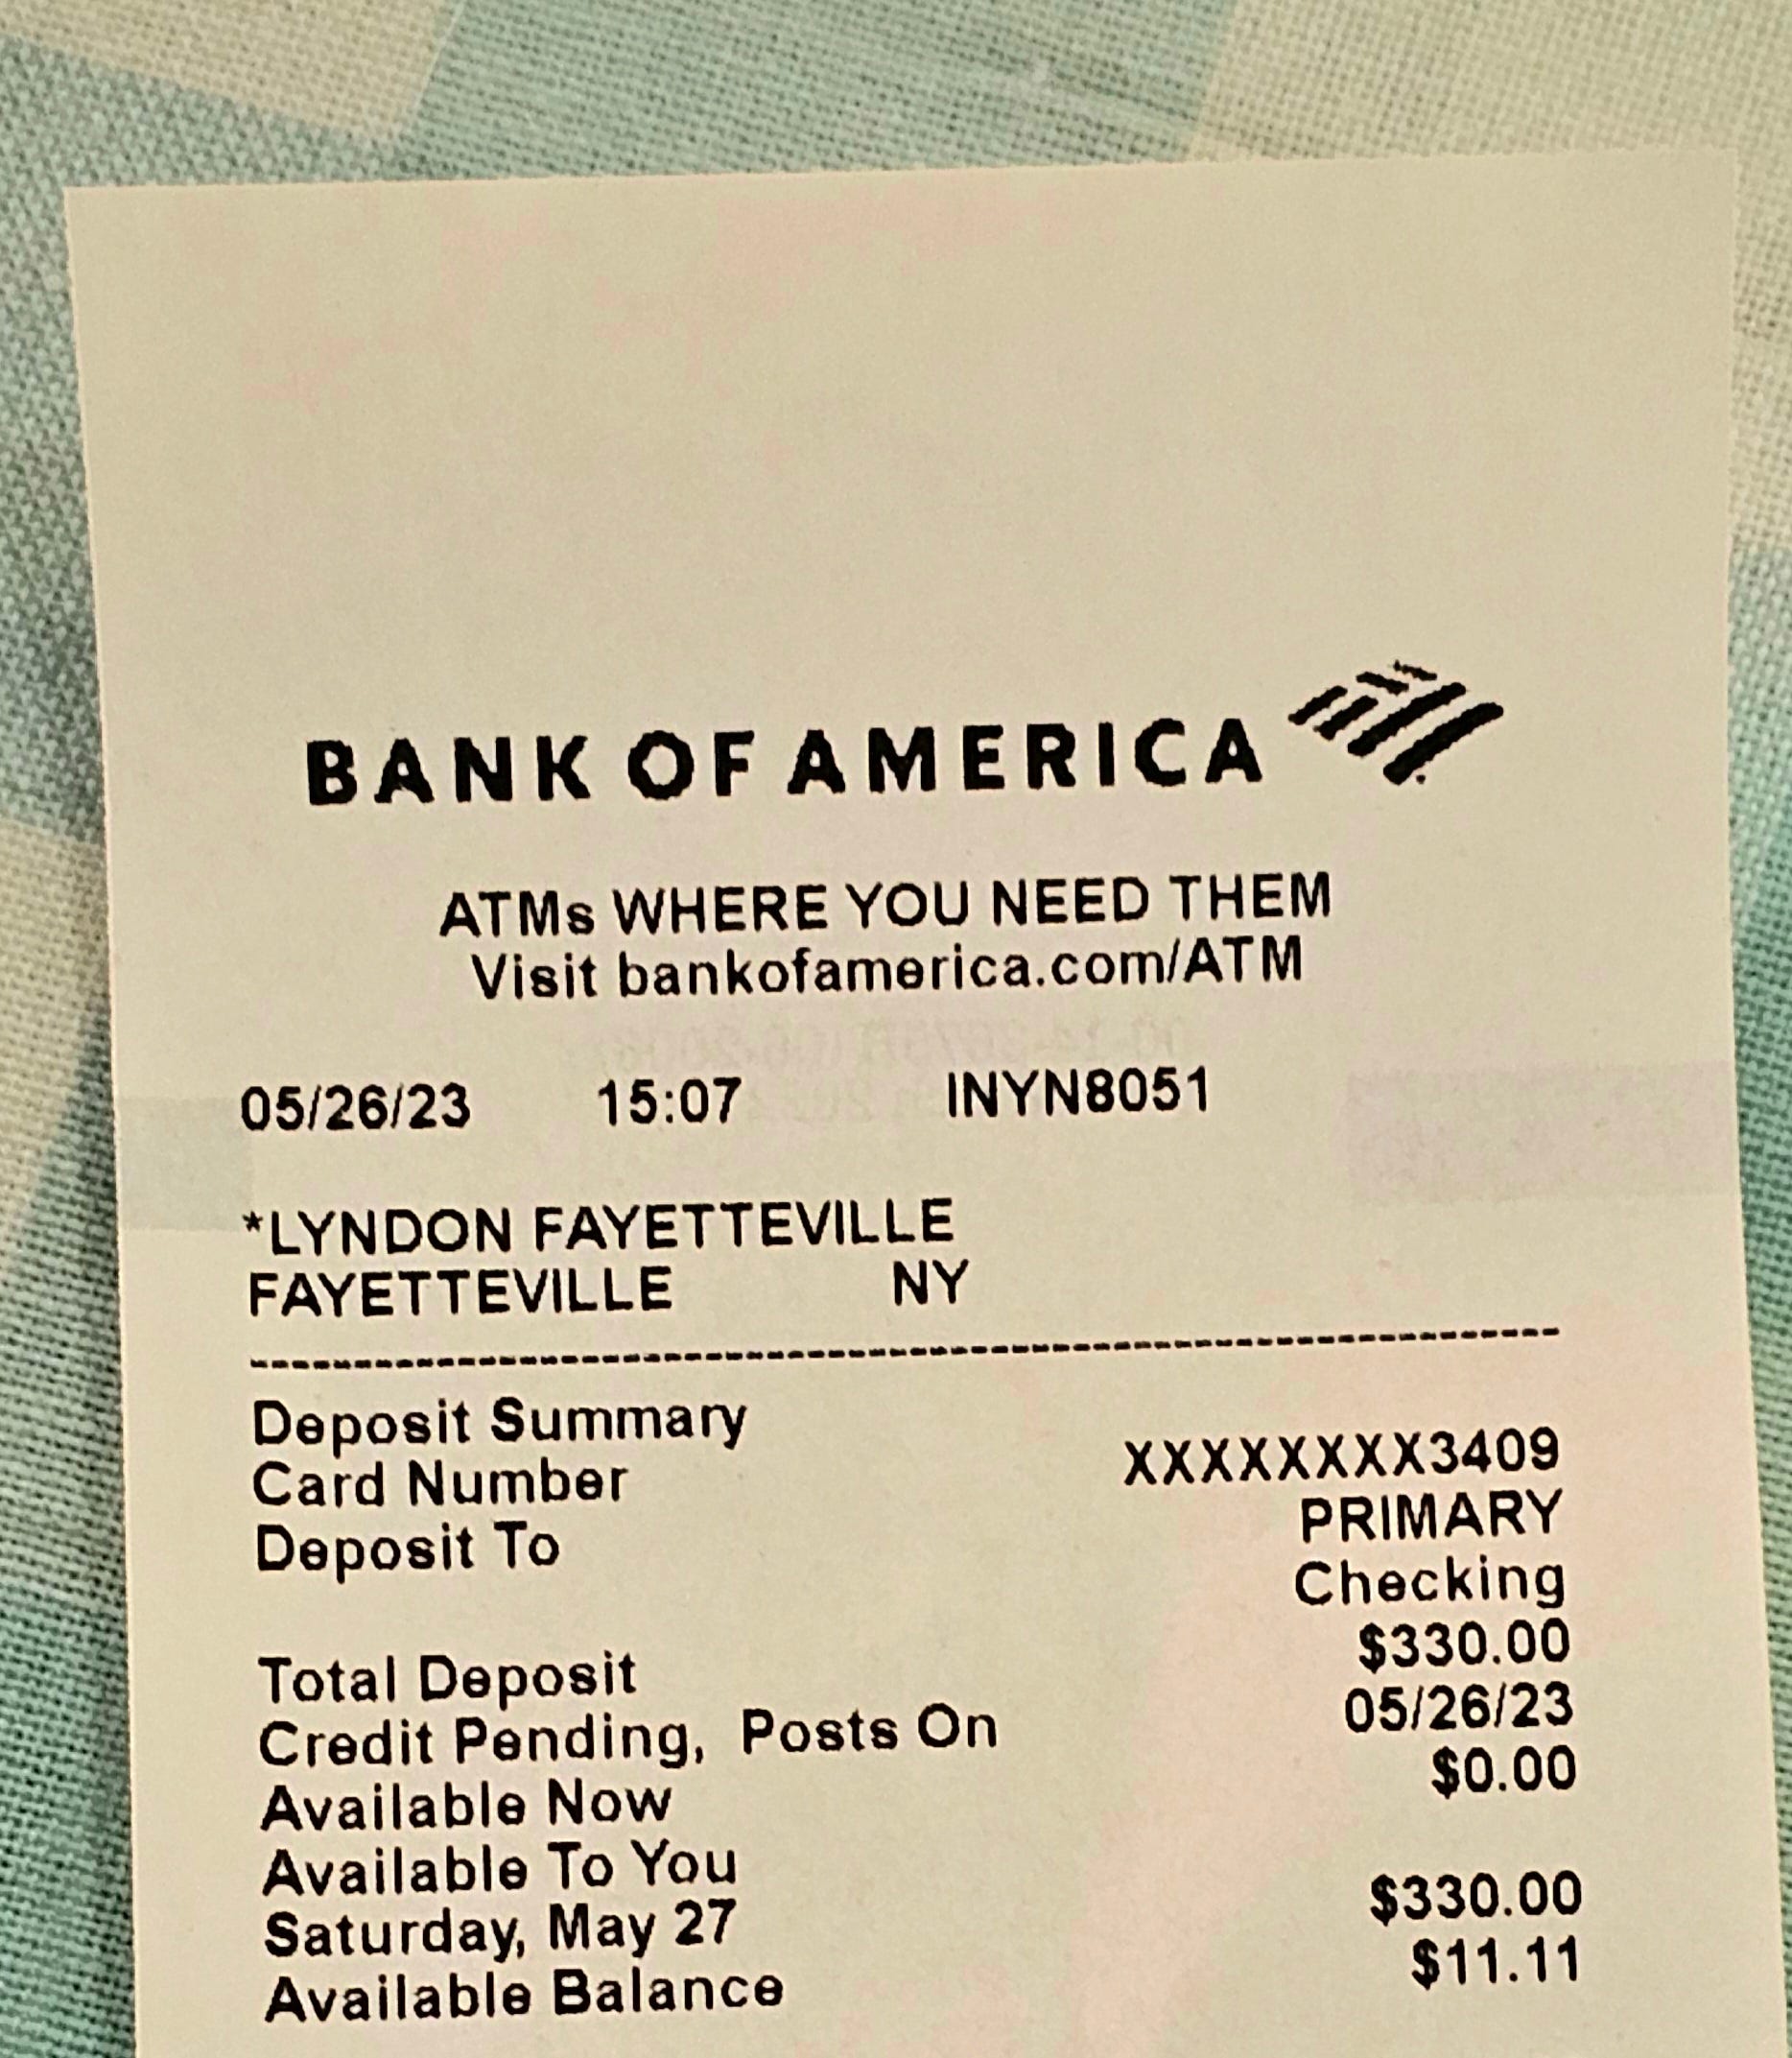 BANK OF AMERICA
ATMs WHERE YOU NEED THEM
Visit bankofamerica.com/ATM
05/26/23 15:07 INYN8051
*LYNDON FAYETTEVILLE
FAYETTEVILLE NY
Deposit Summary
Card Number XXXXXXXX3409
Deposit To PRIMARY
Checking
Total Deposit $330.00
Credit Pending, Posts On 05/26/23
Available Now $0.00
Available To You
Saturday, May 27 $330.00
Available Balance $11.11